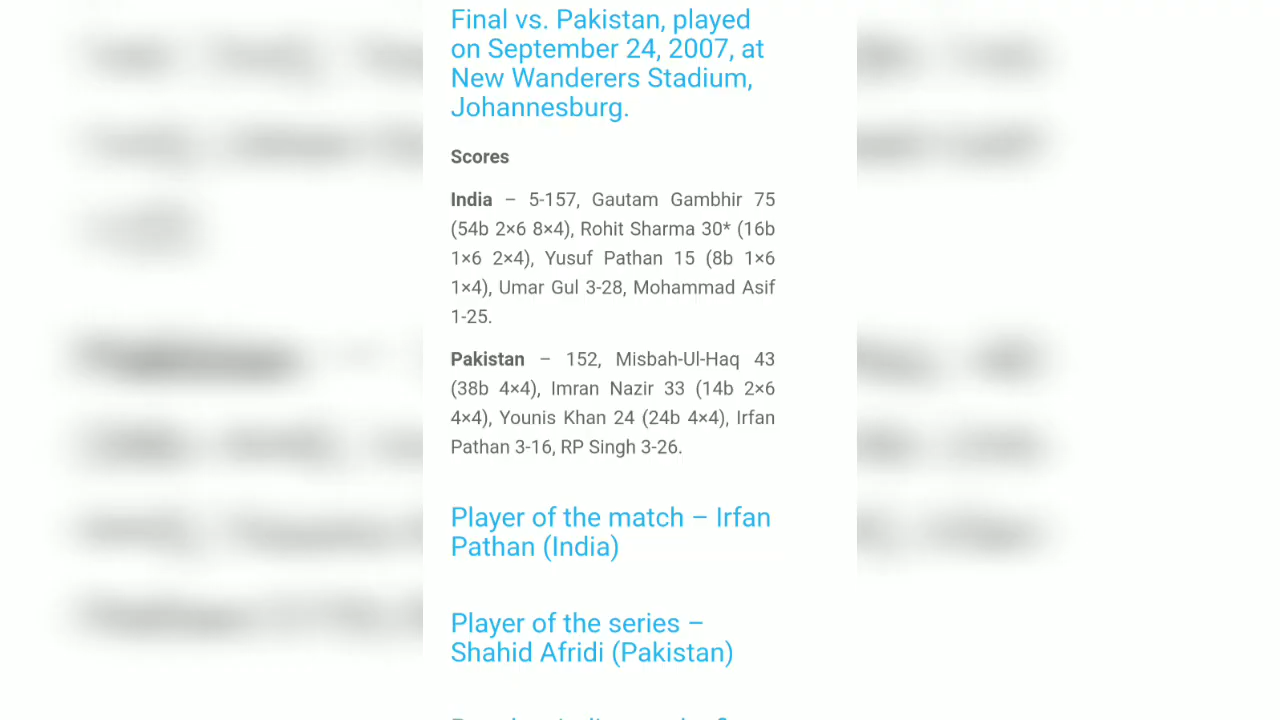 Final vs. Pakistan, played
on September 24, 2007, at
New Wanderers Stadium,
Johannesburg.
Scores
India – 5-157, Gautam Gambhir 75
(54b 2×6 8×4), Rohit Sharma 30* (16b
1×6 2×4), Yusuf Pathan 15 (8b 1×6
1×4), Umar Gul 3-28, Mohammad Asif
1-25.
Pakistan – 152, Misbah-Ul-Haq 43
(38b 4×4), Imran Nazir 33 (14b 2×6
4×4), Younis Khan 24 (24b 4×4), Irfan
Pathan 3-16, RP Singh 3-26.
Player of the match – Irfan
Pathan (India)
Player of the series –
Shahid Afridi (Pakistan)